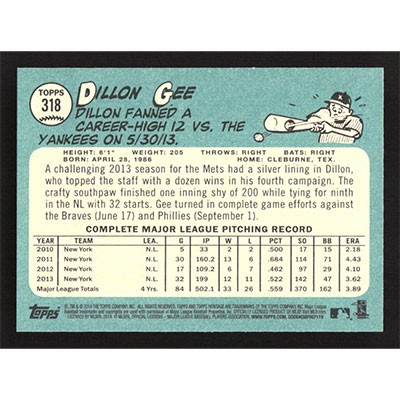 TOPPS
318
DILLON GEE
DILLON FANNED A
CAREER-HIGH 12 VS. THE
YANKEES ON 5/30/13.
HEIGHT: 6'1" WEIGHT: 205 THROWS: RIGHT BATS: RIGHT
BORN: APRIL 28, 1986 HOME: CLEBURNE, TEX.
A challenging 2013 season for the Mets had a silver lining in Dillon,
who topped the staff with a dozen wins in his fourth campaign. The
crafty southpaw finished one inning shy of 200 while tying for ninth
in the NL with 32 starts. Gee turned in complete game efforts against
the Braves (June 17) and Phillies (September 1).
COMPLETE MAJOR LEAGUE PITCHING RECORD
YEAR TEAM LEA. G IP W L PCT. SO BB ERA
2010 New York N.L. 5 33 2 2 .500 17 15 2.18
2011 New York N.L. 30 160.2 13 6 .684 114 71 4.43
2012 New York N.L. 17 109.2 6 7 .462 97 29 4.10
2013 New York N.L. 32 199 12 11 .522 142 47 3.62
Major League Totals 4 Yrs. 84 502.1 33 26 .559 370 162 3.89
Topps